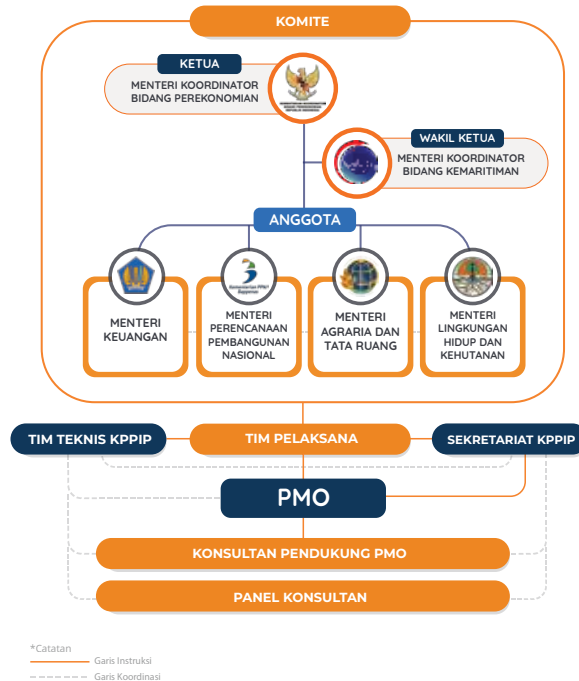 KOMITE
KETUA
MENTERI KOORDINATOR
BIDANG PEREKONOMIAN
WAKIL KETUA
MENTERI KOORDINATOR
BIDANG KEMARITIMAN
ANGGOTA
MENTERI
KEUANGAN
MENTERI
PERENCANAAN
PEMBANGUNAN
NASIONAL
MENTERI
AGRARIA DAN
TATA RUANG
MENTERI
LINGKUNGAN
HIDUP DAN
KEHUTANAN
TIM TEKNIS KPPIP
TIM PELAKSANA
SEKRETARIAT KPPIP
PMO
KONSULTAN PENDUKUNG PMO
PANEL KONSULTAN
*Catatan
Garis Instruksi
Garis Koordinasi